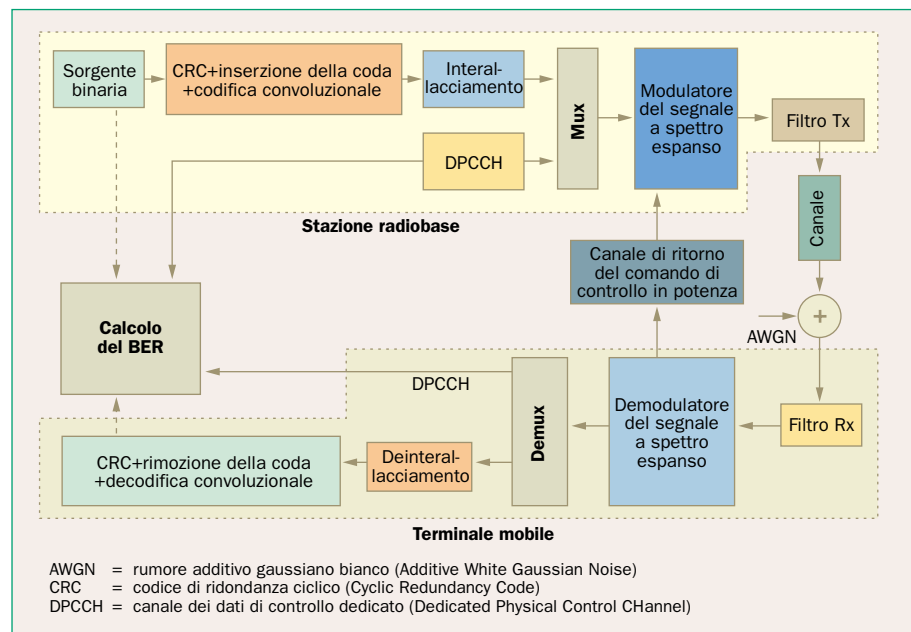 Sorgente
binaria
CRC+inserzione della coda
+codifica convoluzionale
Interal-
lacciamento
Mux
Modulatore
del segnale
a spettro
espanso
Filtro Tx
DPCCH
Stazione radiobase
Canale
Canale di ritorno
del comando di
controllo in potenza
Calcolo
del BER
AWGN
+
DPCCH
Demux
Demodulatore
del segnale
a spettro
espanso
Filtro Rx
CRC+rimozione della coda
+decodifica convoluzionale
Deinteral-
lacciamento
Terminale mobile
AWGN = rumore additivo gaussiano bianco (Additive White Gaussian Noise)
CRC = codice di ridondanza ciclico (Cyclic Redundancy Code)
DPCCH = canale dei dati di controllo dedicato (Dedicated Physical Control CHannel)